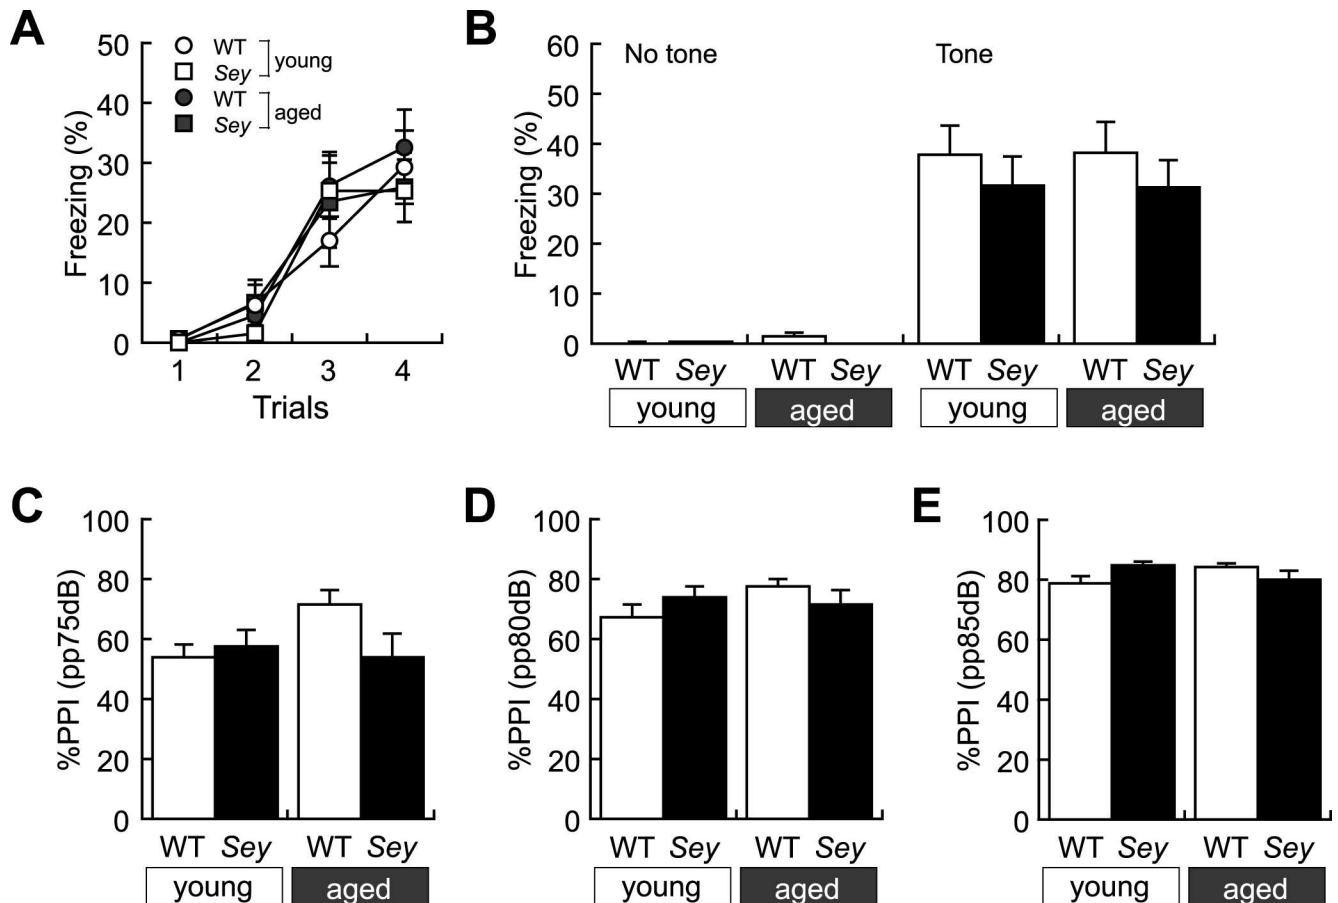 A
50
40
30
20
10
0
Freezing (%)
WT
Sey
young
WT
Sey
aged
1 2 3 4
Trials
B
60
50
40
30
20
10
0
Freezing (%)
No tone Tone
WT Sey WT Sey WT Sey WT Sey
young aged young aged
C
100
80
60
40
20
0
%PPI (pp75dB)
WT Sey WT Sey
young aged
D
100
80
60
40
20
0
%PPI (pp80dB)
WT Sey WT Sey
young aged
E
100
80
60
40
20
0
%PPI (pp85dB)
WT Sey WT Sey
young aged